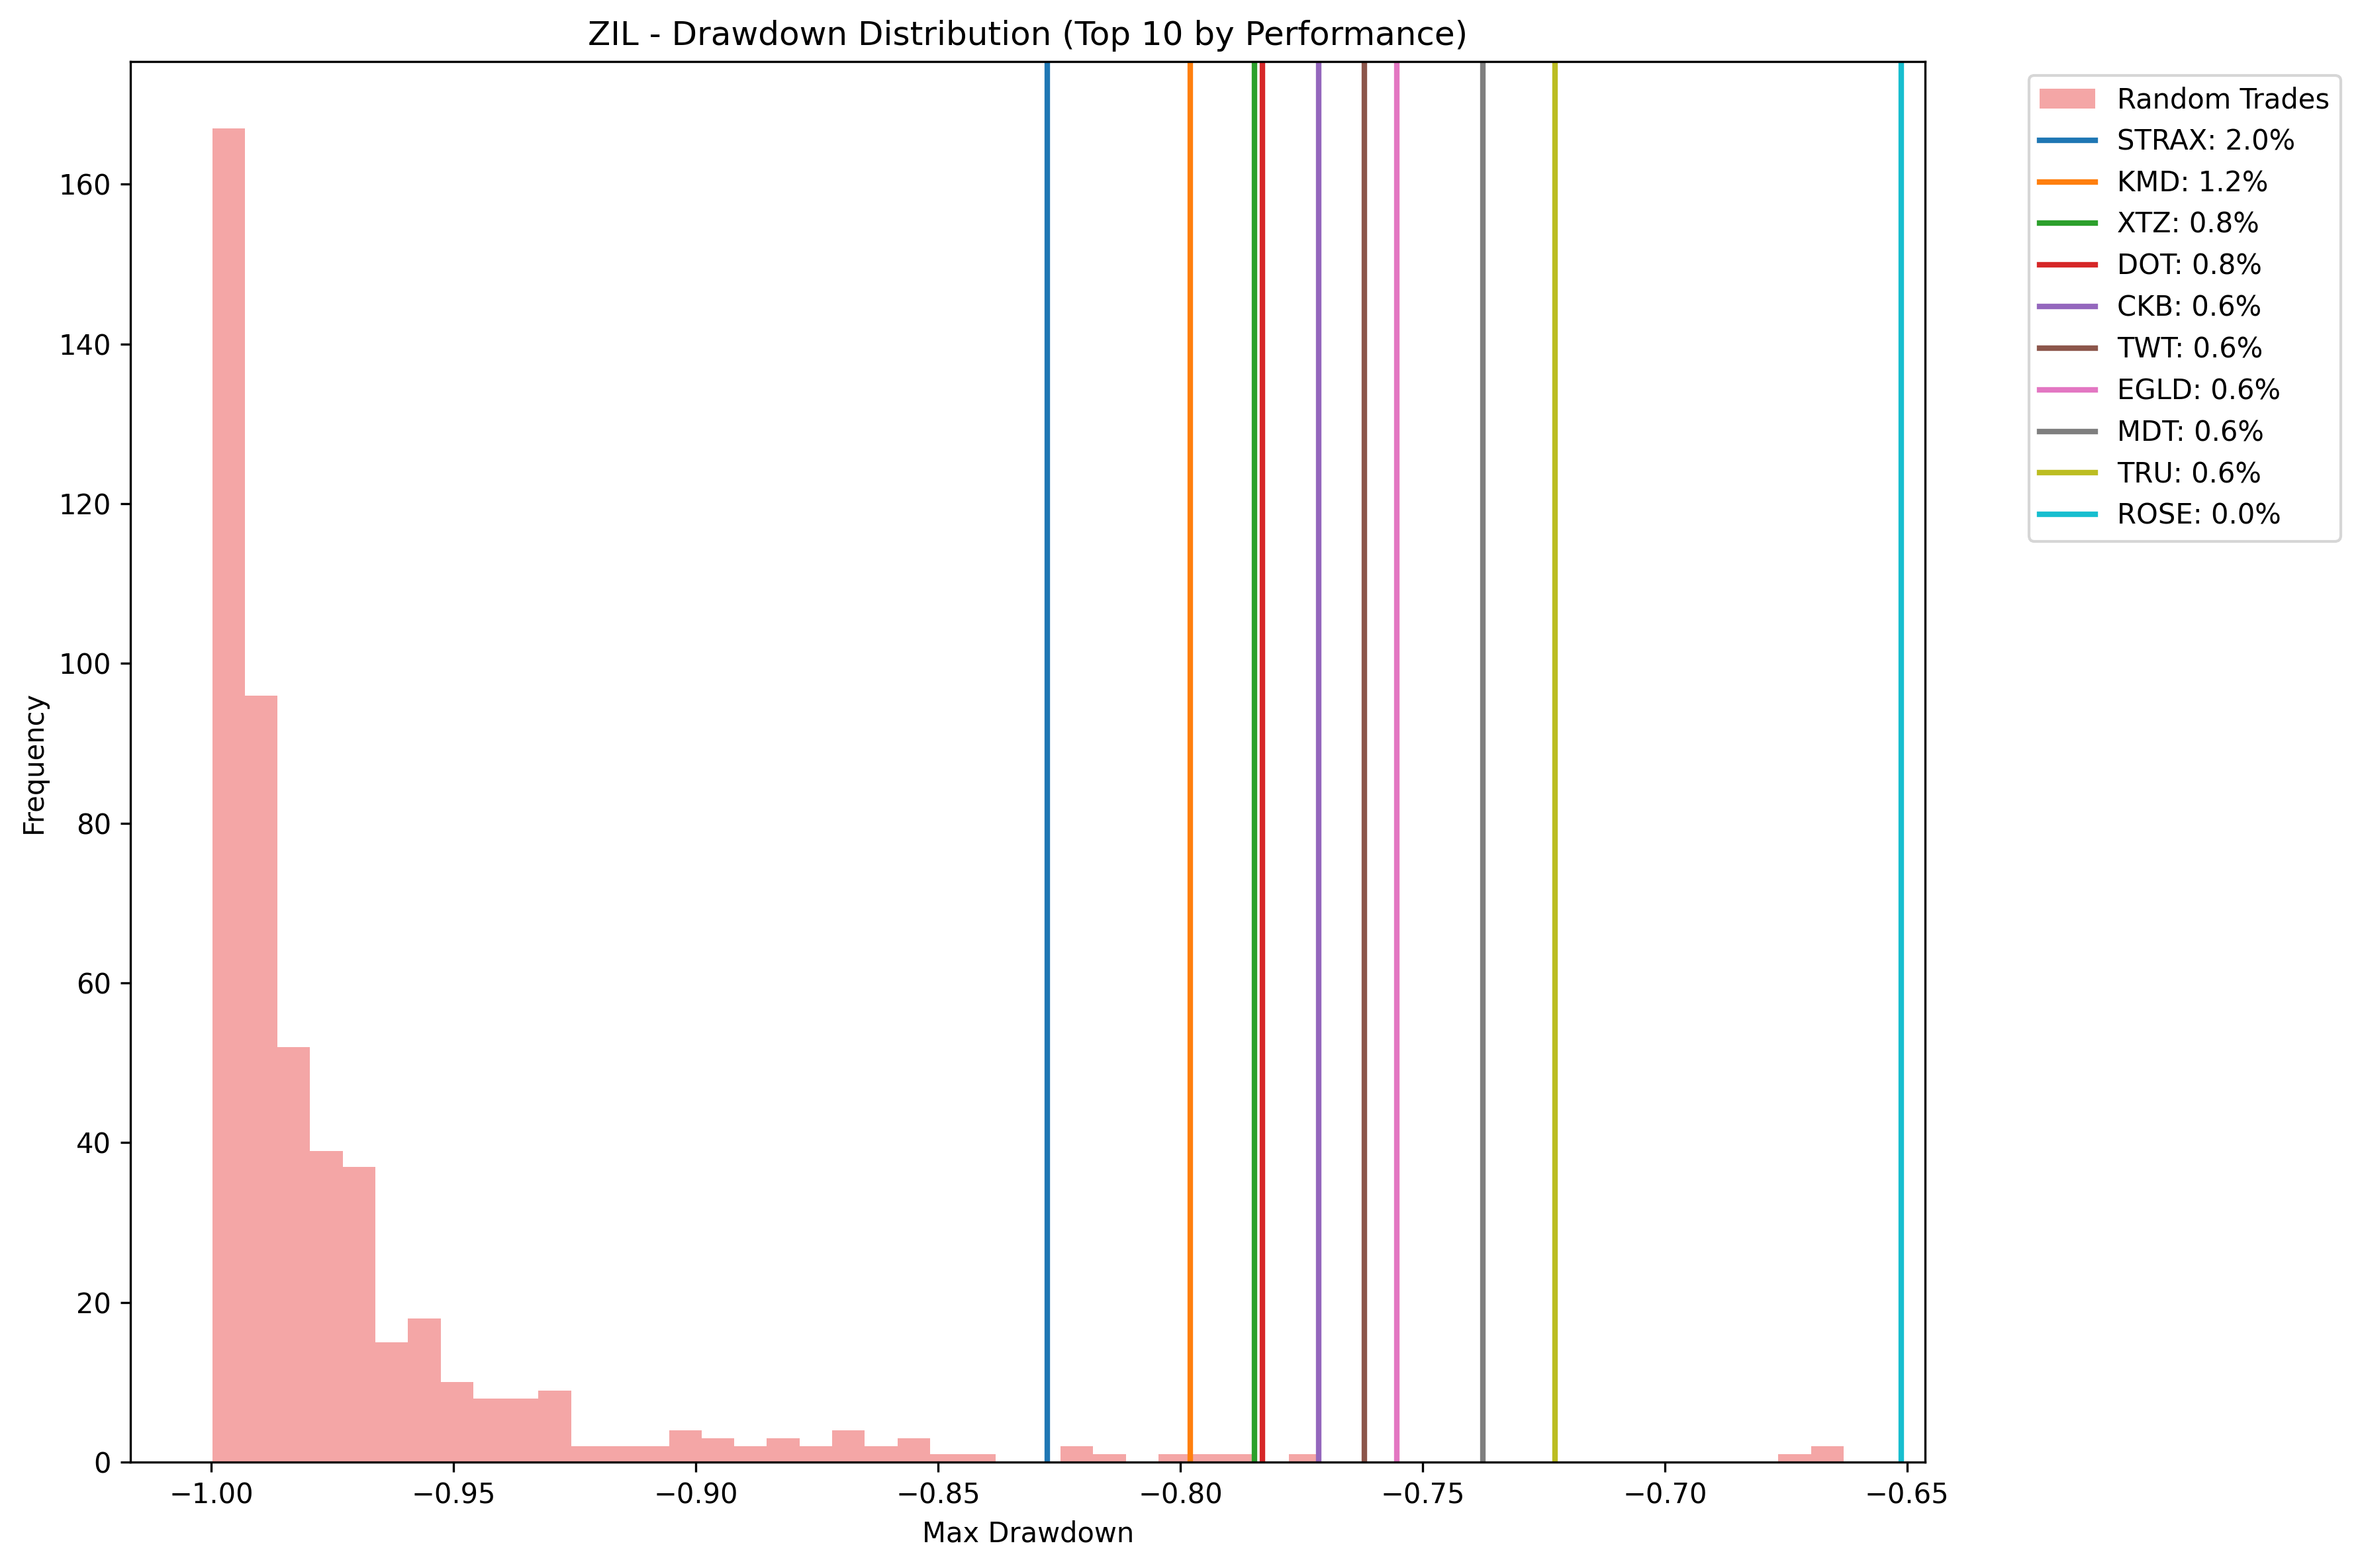 ZIL - Drawdown Distribution (Top 10 by Performance)
Random Trades
STRAX: 2.0%
KMD: 1.2%
XTZ: 0.8%
DOT: 0.8%
CKB: 0.6%
TWT: 0.6%
EGLD: 0.6%
MDT: 0.6%
TRU: 0.6%
ROSE: 0.0%
Frequency
160
140
120
100
80
60
40
20
0
−1.00 −0.95 −0.90 −0.85 −0.80 −0.75 −0.70 −0.65
Max Drawdown